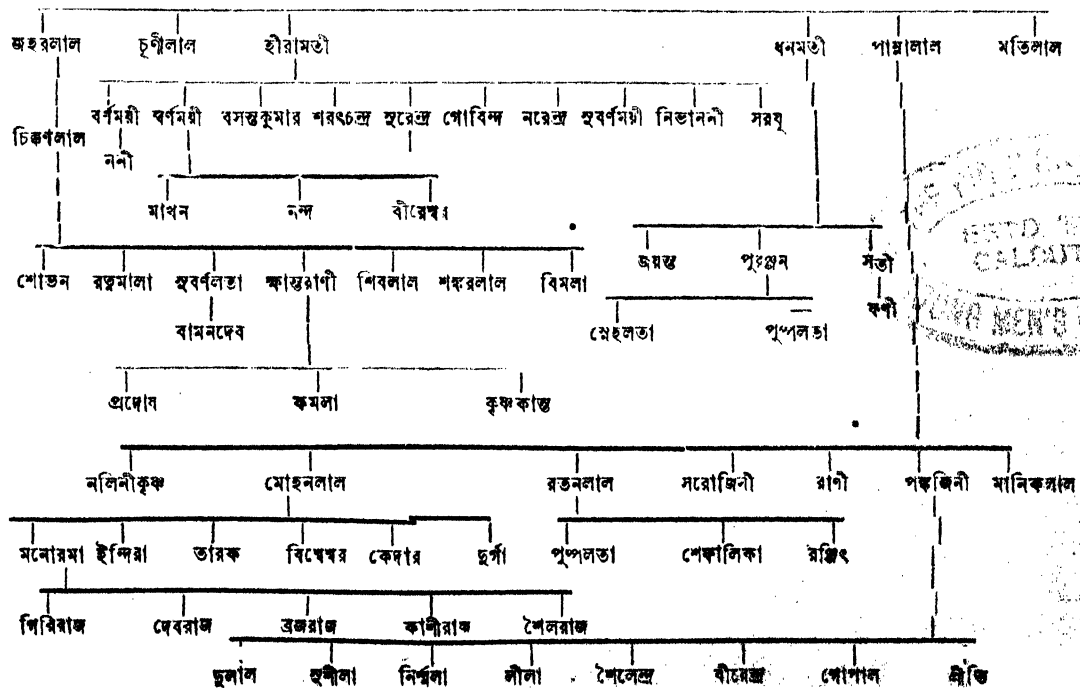 জহরলাল চূণীলাল হীরামতী ধনমতী পান্নালাল মতিলাল
বর্ণময়ী স্বর্ণময়ী বসন্তকুমার শরৎচন্দ্র সুরেন্দ্র গোবিন্দ নরেন্দ্র সুবর্ণময়ী নিভাননী সরযূ
চিক্কণলাল
ননী
মাখন নন্দ বীরেশ্বর
শোভন রত্নমালা সুবর্ণলতা ক্ষান্তরাণী শিবলাল শঙ্করলাল বিমলা জয়ন্ত পুরঞ্জন সতী
বামনদেব স্নেহলতা পুষ্পলতা ফণী
প্রদোষ কমলা কৃষ্ণকান্ত
নলিনীকৃষ্ণ মোহনলাল রতনলাল সরোজিনী রাণী পঙ্কজিনী মানিকলাল
মনোরমা ইন্দিরা তারক বিশ্বেশ্বর কেদার দুর্গা পুষ্পলতা শেফালিকা রঞ্জিৎ
গিরিরাজ দেবরাজ ব্রজরাজ কাশীরাজ শৈলরাজ
দুলাল সুশীলা নির্ম্মলা লীলা শৈলেন্দ্র বীরেন্দ্র গোপাল